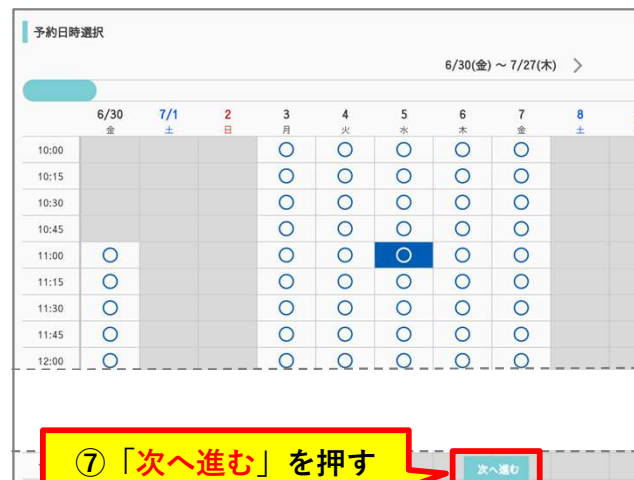 予約日時選択
6/30(金) ～ 7/27(木) >
6/30 7/1 2 3 4 5 6 7 8
金 土 日 月 火 水 木 金 土
10:00 ○ ○ ○ ○ ○
10:15 ○ ○ ○ ○ ○
10:30 ○ ○ ○ ○ ○
10:45 ○ ○ ○ ○ ○
11:00 ○ ○ ○ ○ ○ ○
11:15 ○ ○ ○ ○ ○ ○
11:30 ○ ○ ○ ○ ○ ○
11:45 ○ ○ ○ ○ ○ ○
12:00 ○ ○ ○ ○ ○ ○
⑦「次へ進む」を押す
次へ進む